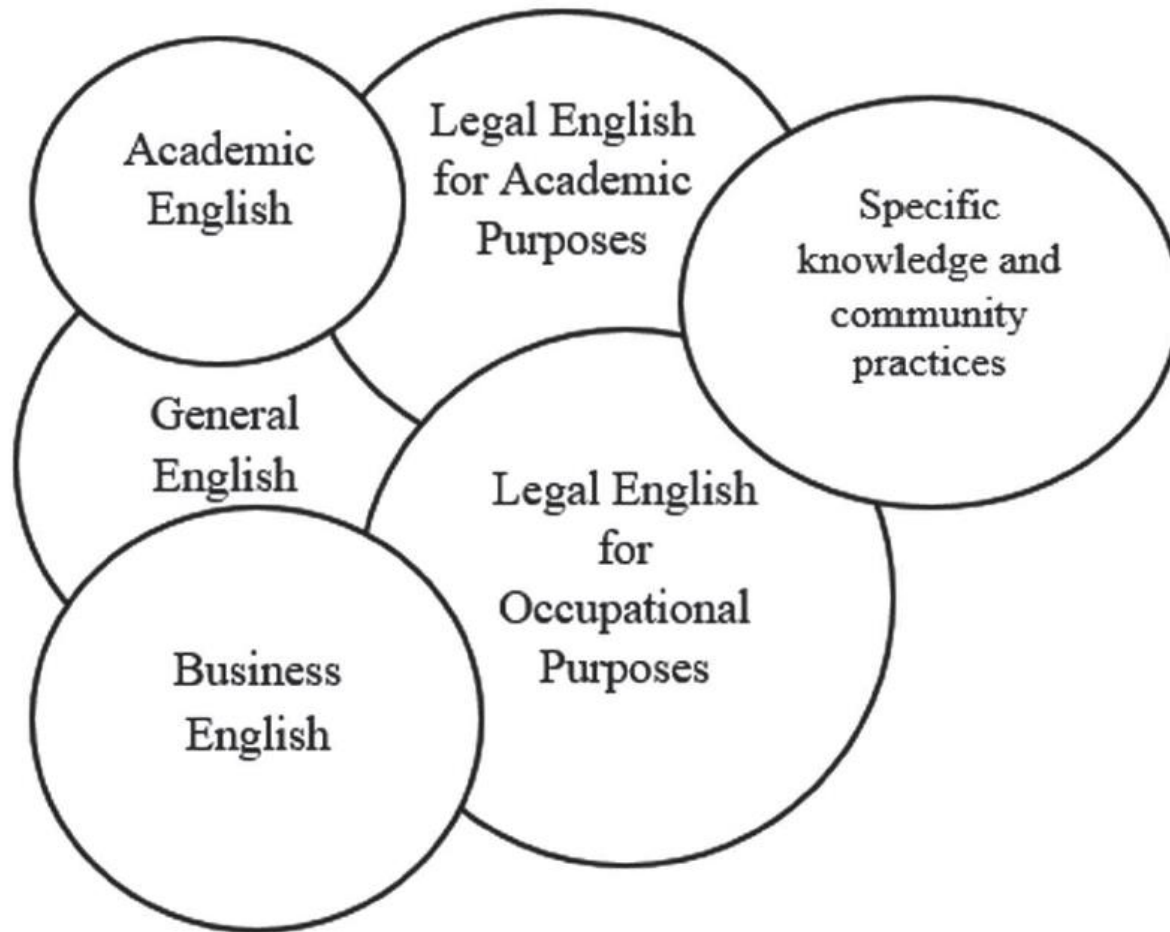 Academic
English
Legal English
for Academic
Purposes
Specific
knowledge and
community
practices
General
English
Legal English
for
Occupational
Purposes
Business
English